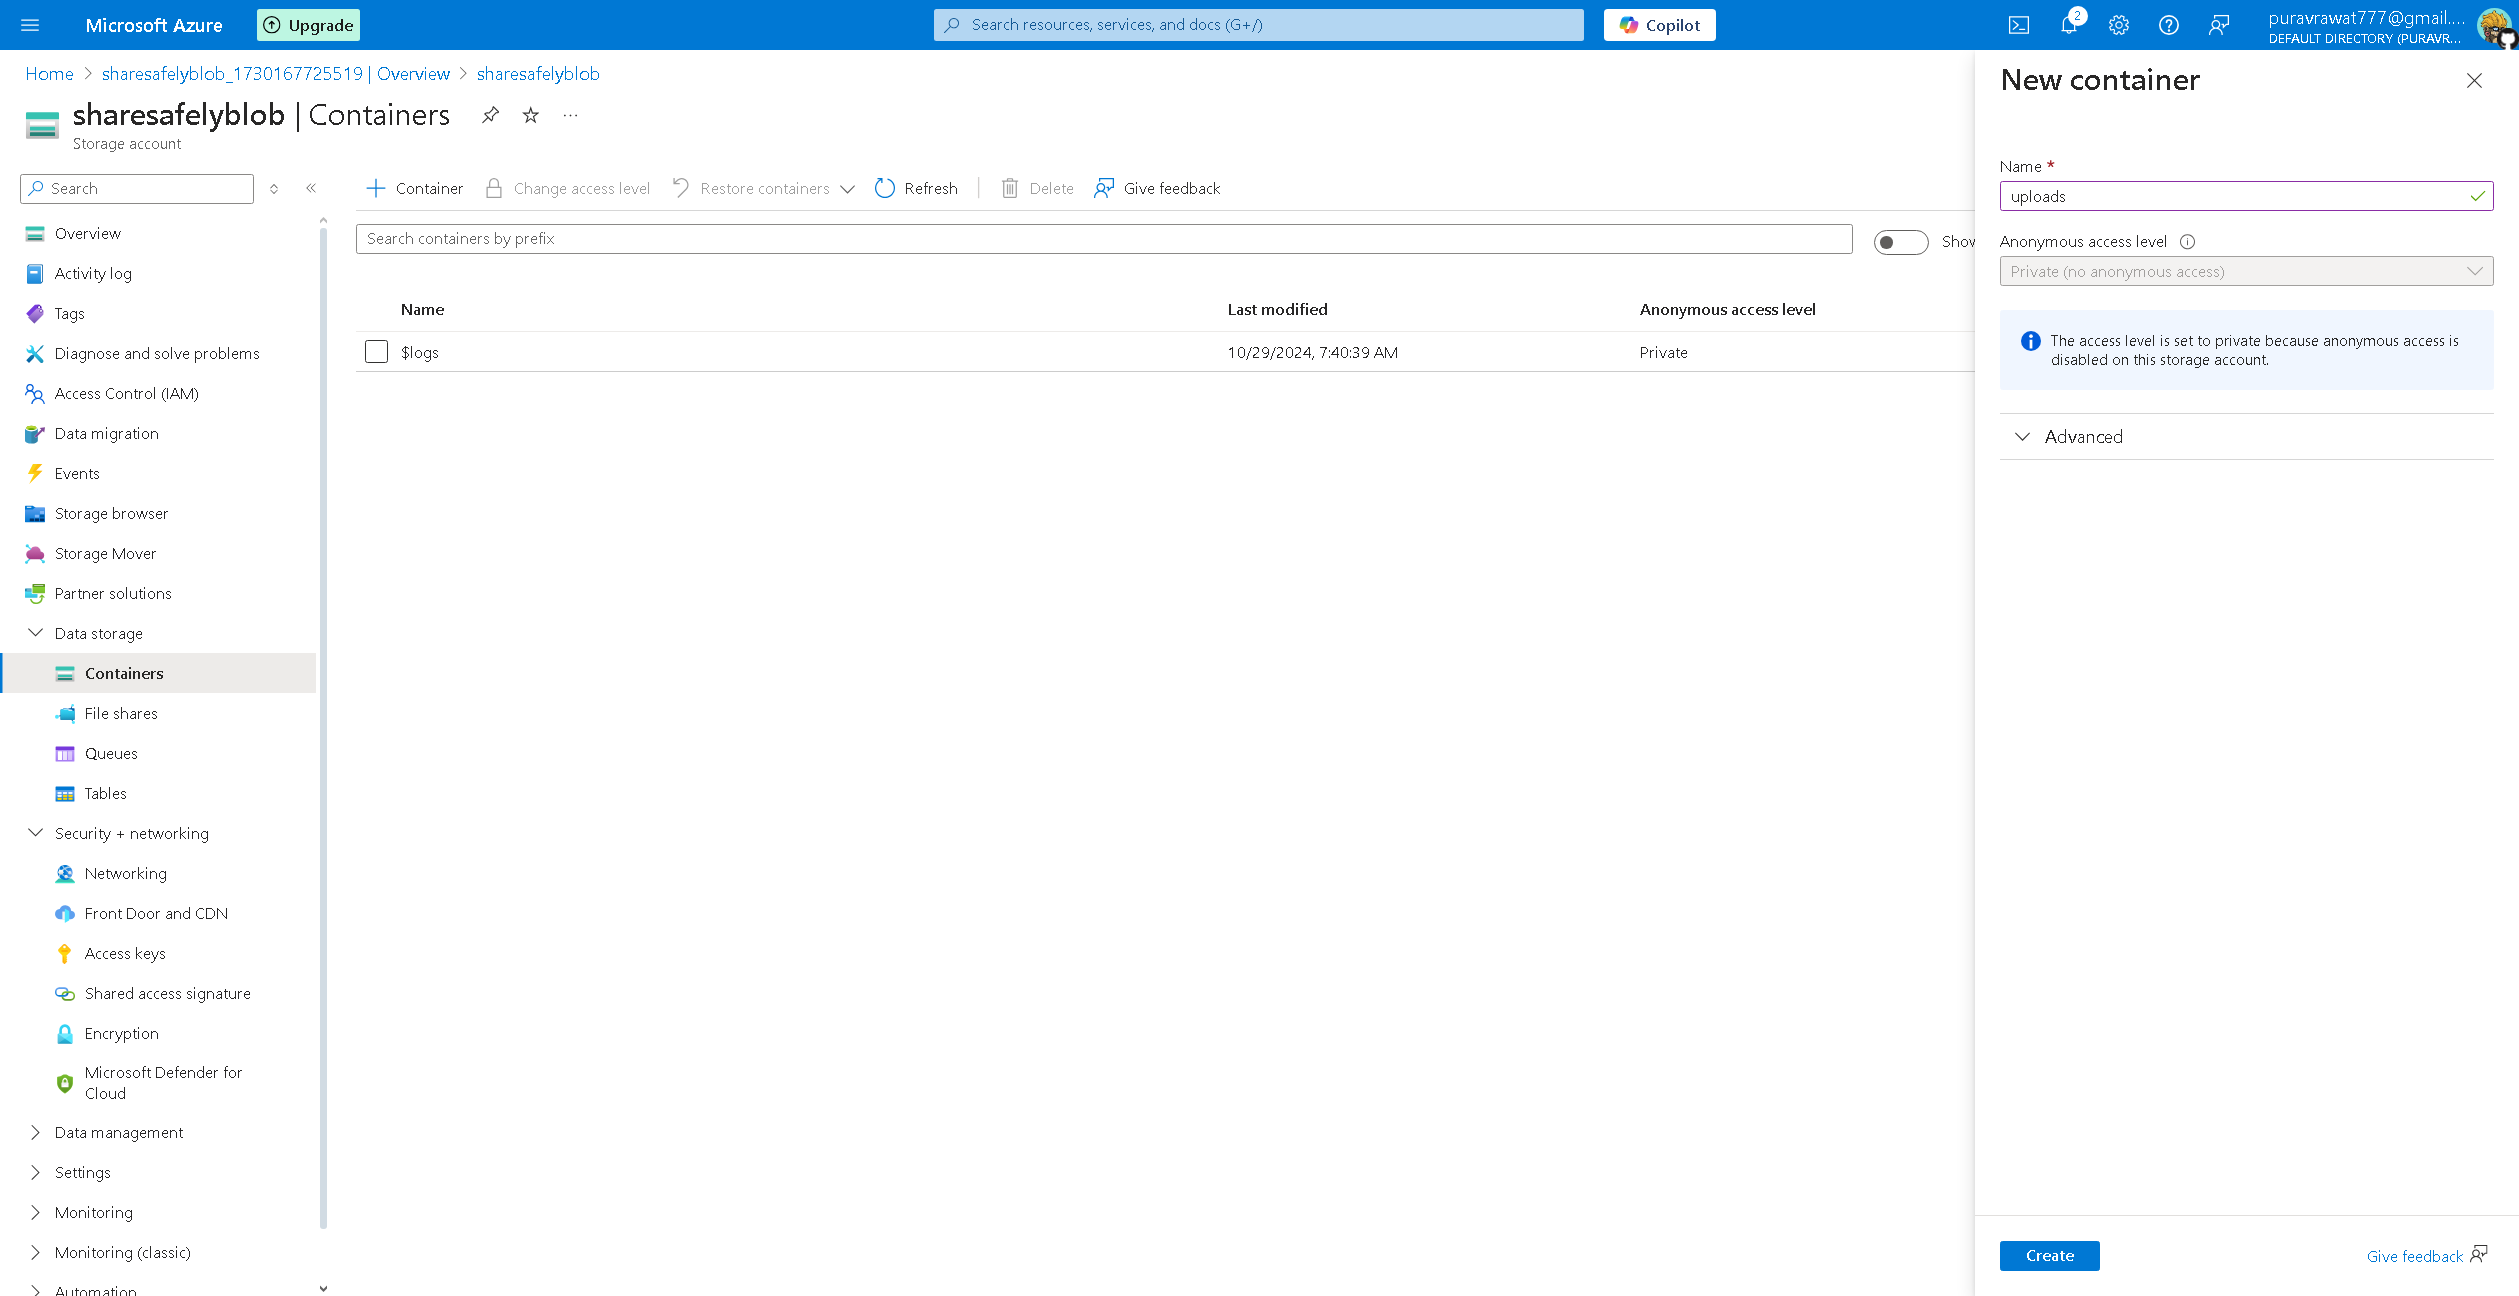 Microsoft Azure
Upgrade
Search resources, services, and docs (G+/)
Copilot
2
puravrawat777@gmail....
DEFAULT DIRECTORY (PURAVR...
Home > sharesafelyblob_1730167725519 | Overview > sharesafelyblob
sharesafelyblob | Containers
Storage account
Search
Overview
Activity log
Tags
Diagnose and solve problems
Access Control (IAM)
Data migration
Events
Storage browser
Storage Mover
Partner solutions
Data storage
Containers
File shares
Queues
Tables
Security + networking
Networking
Front Door and CDN
Access keys
Shared access signature
Encryption
Microsoft Defender for
Cloud
Data management
Settings
Monitoring
Monitoring (classic)
Automation
Container
Change access level
Restore containers
Refresh
Delete
Give feedback
Search containers by prefix
Show
Name
Last modified
Anonymous access level
$logs
10/29/2024, 7:40:39 AM
Private
New container
Name *
uploads
Anonymous access level
Private (no anonymous access)
The access level is set to private because anonymous access is
disabled on this storage account.
Advanced
Create
Give feedback